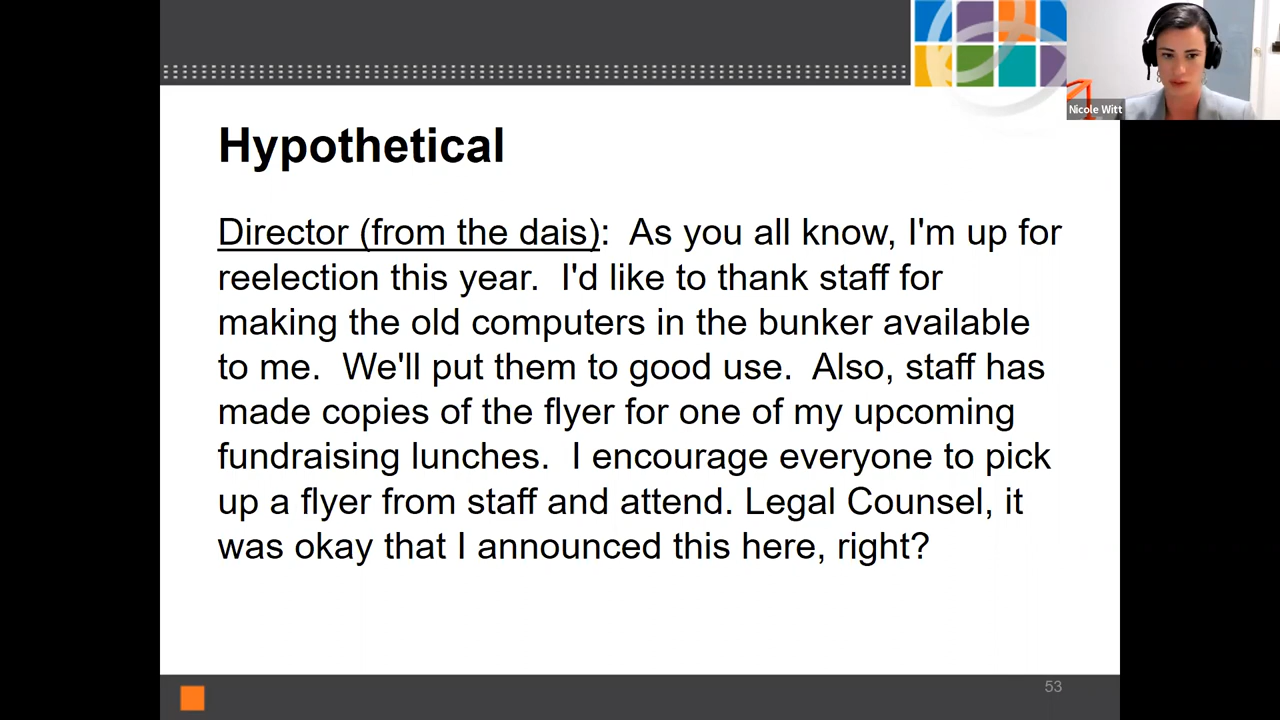 Nicole Witt
Hypothetical
Director (from the dais):  As you all know, I'm up for
reelection this year.  I'd like to thank staff for
making the old computers in the bunker available
to me.  We'll put them to good use.  Also, staff has
made copies of the flyer for one of my upcoming
fundraising lunches.  I encourage everyone to pick
up a flyer from staff and attend. Legal Counsel, it
was okay that I announced this here, right?
53